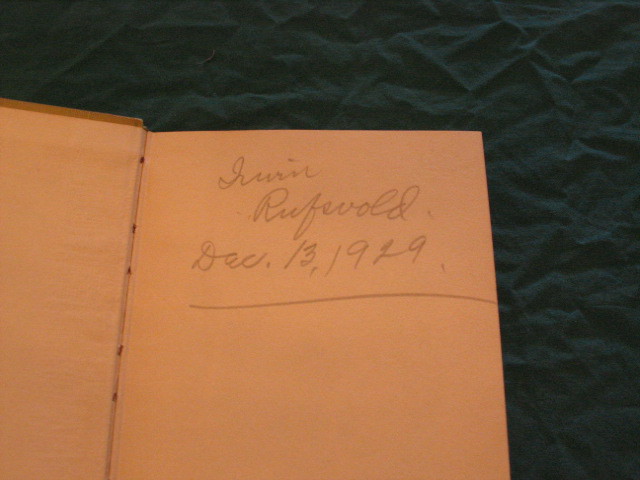 Irwin
Rufsvold.
Dec. 13, 1929.